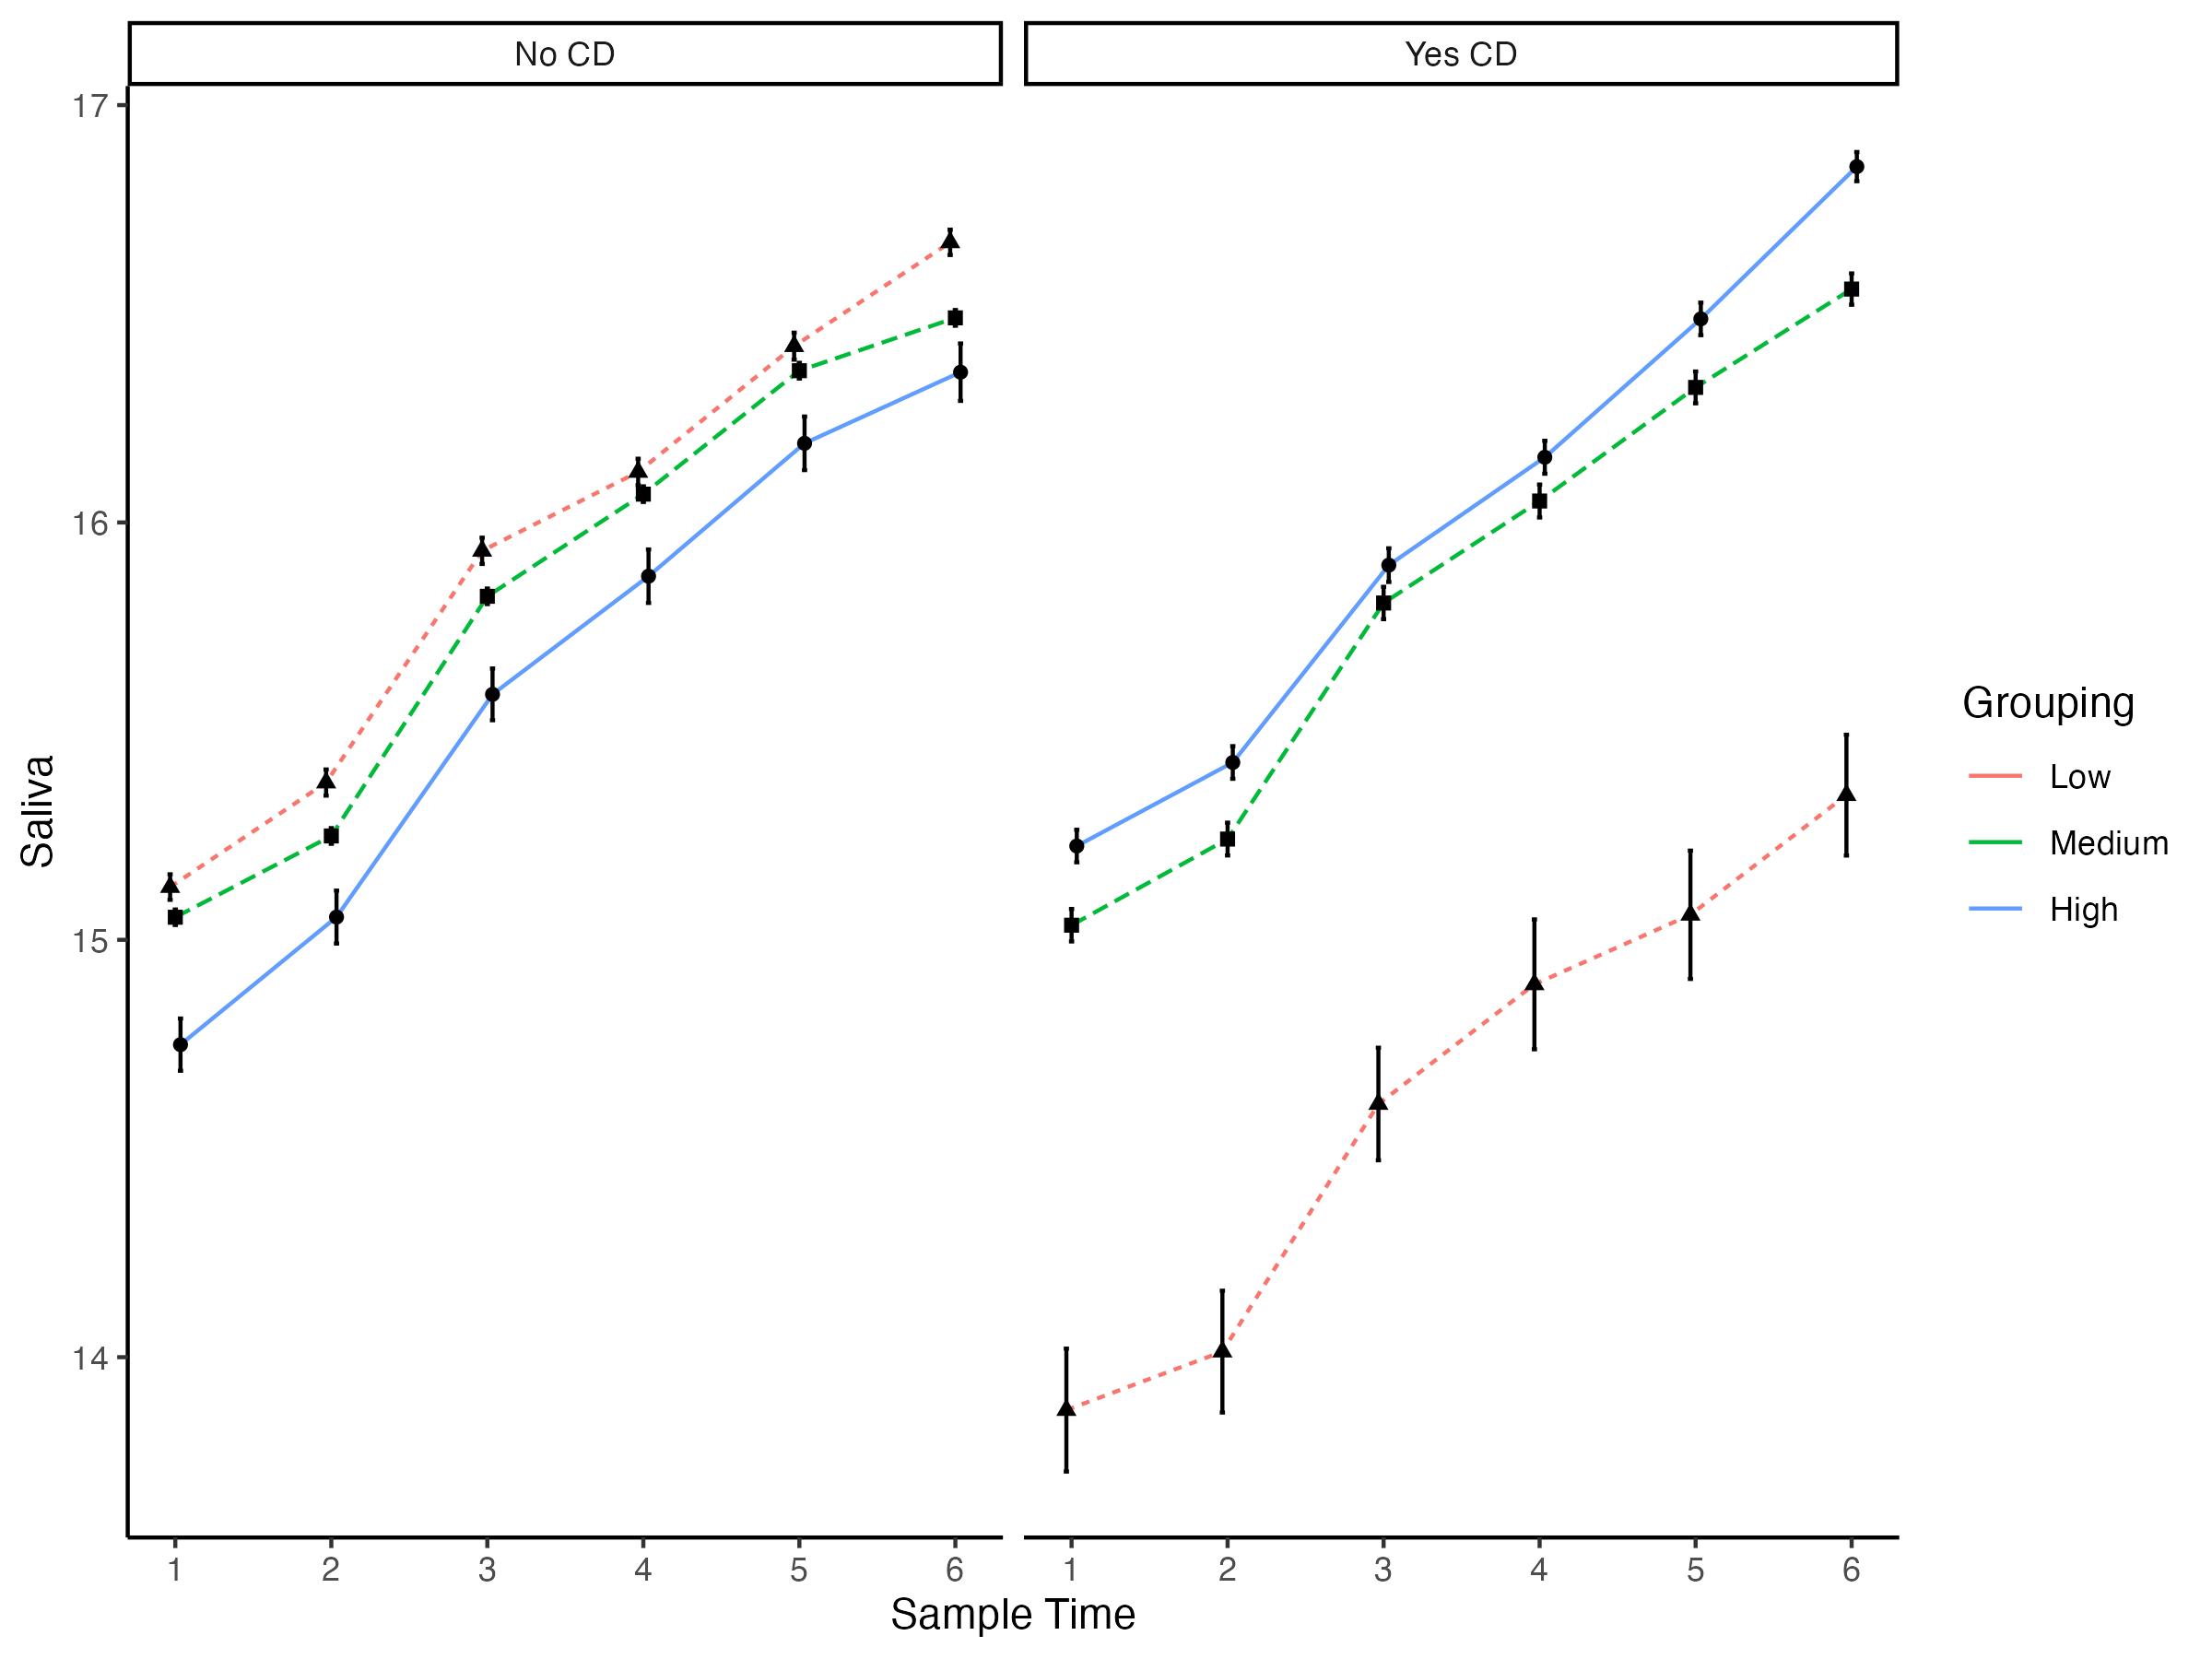 No CD
Yes CD
17
16
15
14
Saliva
1 2 3 4 5 6
1 2 3 4 5 6
Sample Time
Grouping
Low
Medium
High